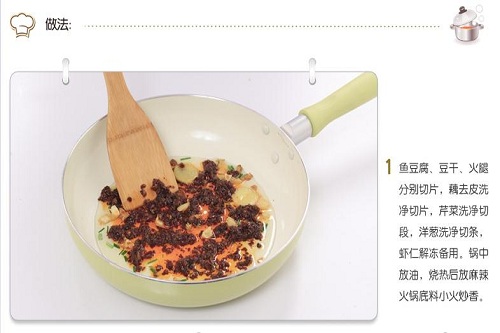 做法:
1 鱼豆腐、豆干、火腿
分别切片，藕去皮洗
净切片，芹菜洗净切
段，洋葱洗净切条，
虾仁解冻备用。锅中
放油，烧热后放麻辣
火锅底料小火炒香。